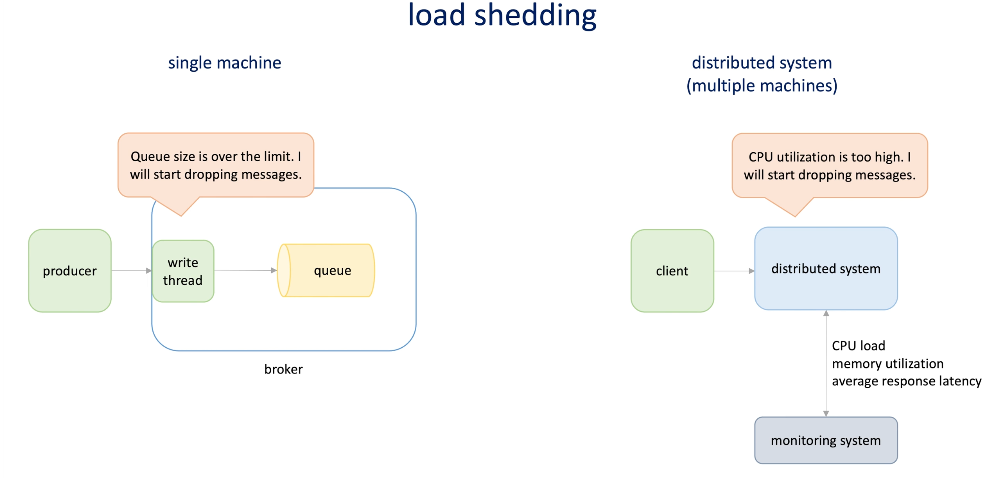 load shedding
single machine
Queue size is over the limit. I
will start dropping messages.
producer
write
thread
queue
broker
distributed system
(multiple machines)
CPU utilization is too high. I
will start dropping messages.
client
distributed system
CPU load
memory utilization
average response latency
monitoring system